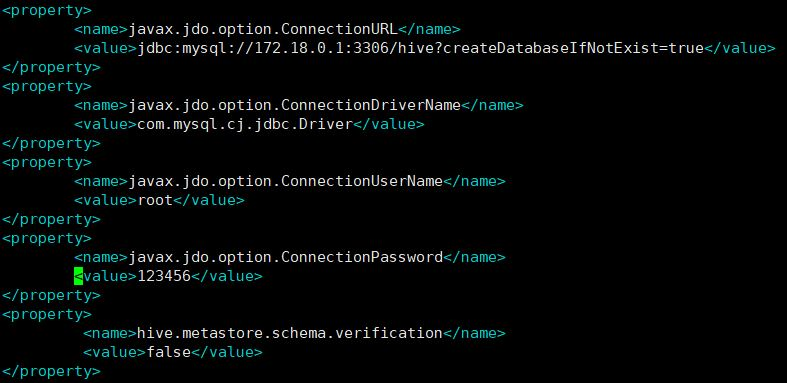 <property>
        <name>javax.jdo.option.ConnectionURL</name>
        <value>jdbc:mysql://172.18.0.1:3306/hive?createDatabaseIfNotExist=true</value>
</property>
<property>
        <name>javax.jdo.option.ConnectionDriverName</name>
        <value>com.mysql.cj.jdbc.Driver</value>
</property>
<property>
        <name>javax.jdo.option.ConnectionUserName</name>
        <value>root</value>
</property>
<property>
        <name>javax.jdo.option.ConnectionPassword</name>
        <value>123456</value>
</property>
<property>
         <name>hive.metastore.schema.verification</name>
         <value>false</value>
</property>